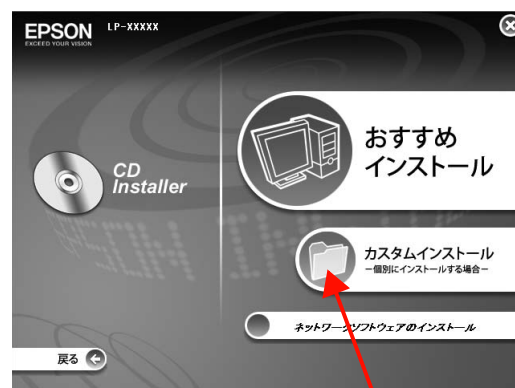 EPSON
EXCEED YOUR VISION
LP-XXXXX
CD
Installer
おすすめ
インストール
カスタムインストール
－個別にインストールする場合－
ネットワークソフトウェアのインストール
戻る